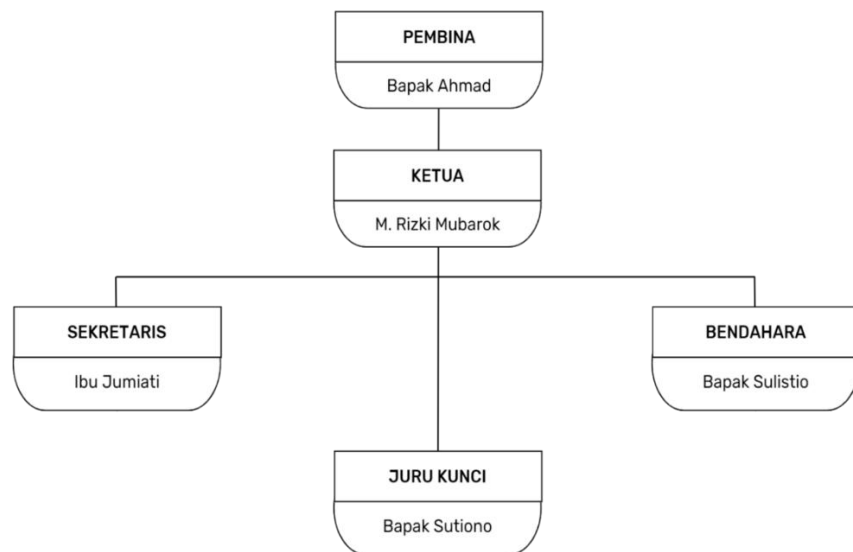 PEMBINA
Bapak Ahmad
KETUA
M. Rizki Mubarok
SEKRETARIS
Ibu Jumiati
BENDAHARA
Bapak Sulistio
JURU KUNCI
Bapak Sutiono